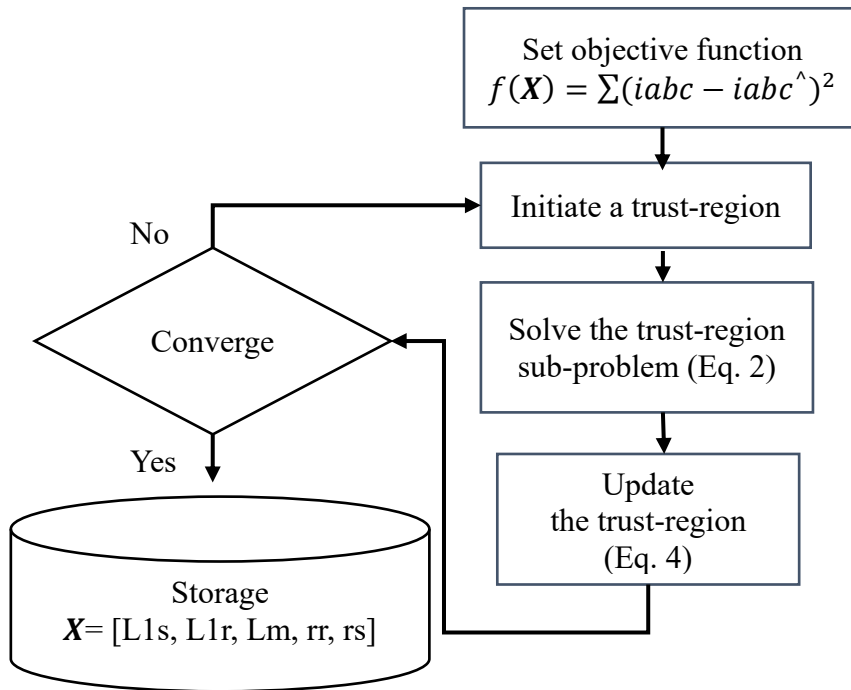 Set objective function
f(X) = ∑(iabc − iabc^)²
Initiate a trust-region
No
Solve the trust-region
sub-problem (Eq. 2)
Converge
Yes
Update
the trust-region
(Eq. 4)
Storage
X= [L1s, L1r, Lm, rr, rs]